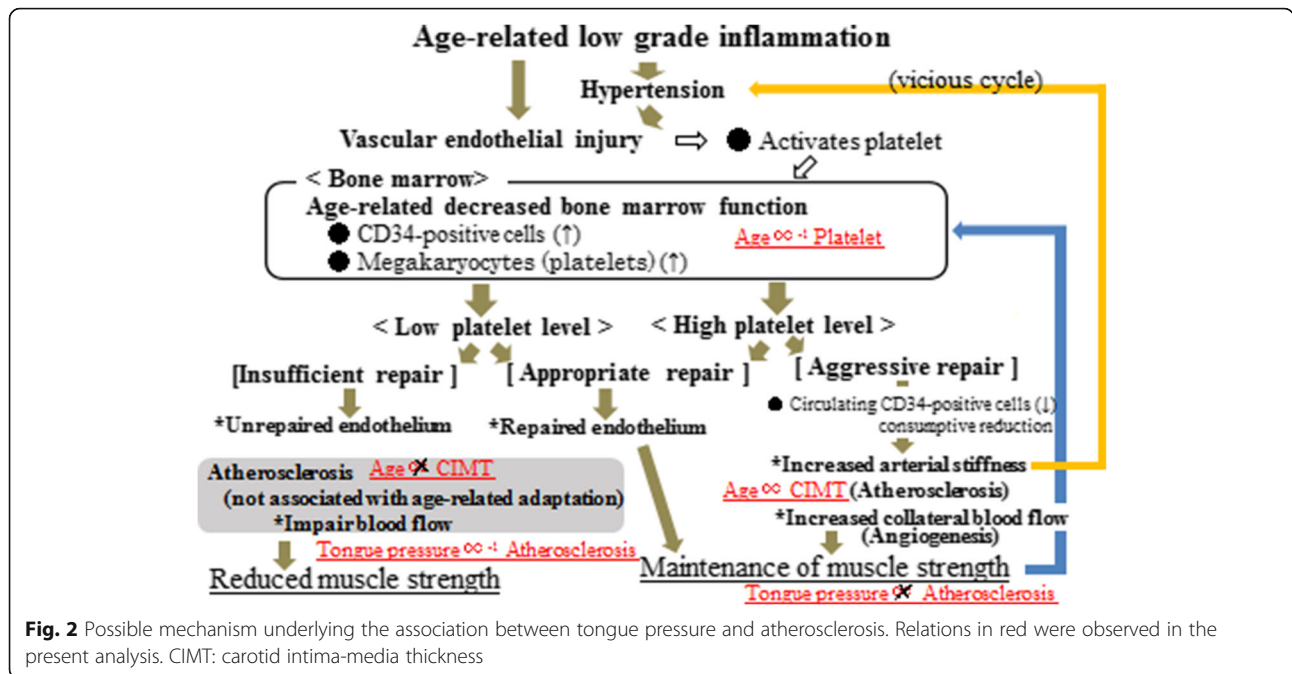 Age-related low grade inflammation
(vicious cycle)
Hypertension
Vascular endothelial injury ⇨ ● Activates platelet
< Bone marrow>
Age-related decreased bone marrow function
● CD34-positive cells (↑)
Age ∞ -1 Platelet
● Megakaryocytes (platelets) (↑)
< Low platelet level > < High platelet level >
[Insufficient repair ] [ Appropriate repair ] [ Aggressive repair ]
● Circulating CD34-positive cells (↓)
consumptive reduction
*Unrepaired endothelium *Repaired endothelium
*Increased arterial stiffness
Atherosclerosis Age ∝̸ CIMT
Age ∞ CIMT (Atherosclerosis)
(not associated with age-related adaptation)
*Impair blood flow
*Increased collateral blood flow
(Angiogenesis)
Tongue pressure ∞ -1 Atherosclerosis
Reduced muscle strength
Maintenance of muscle strength
Tongue pressure ∝̸ Atherosclerosis
Fig. 2 Possible mechanism underlying the association between tongue pressure and atherosclerosis. Relations in red were observed in the
present analysis. CIMT: carotid intima-media thickness